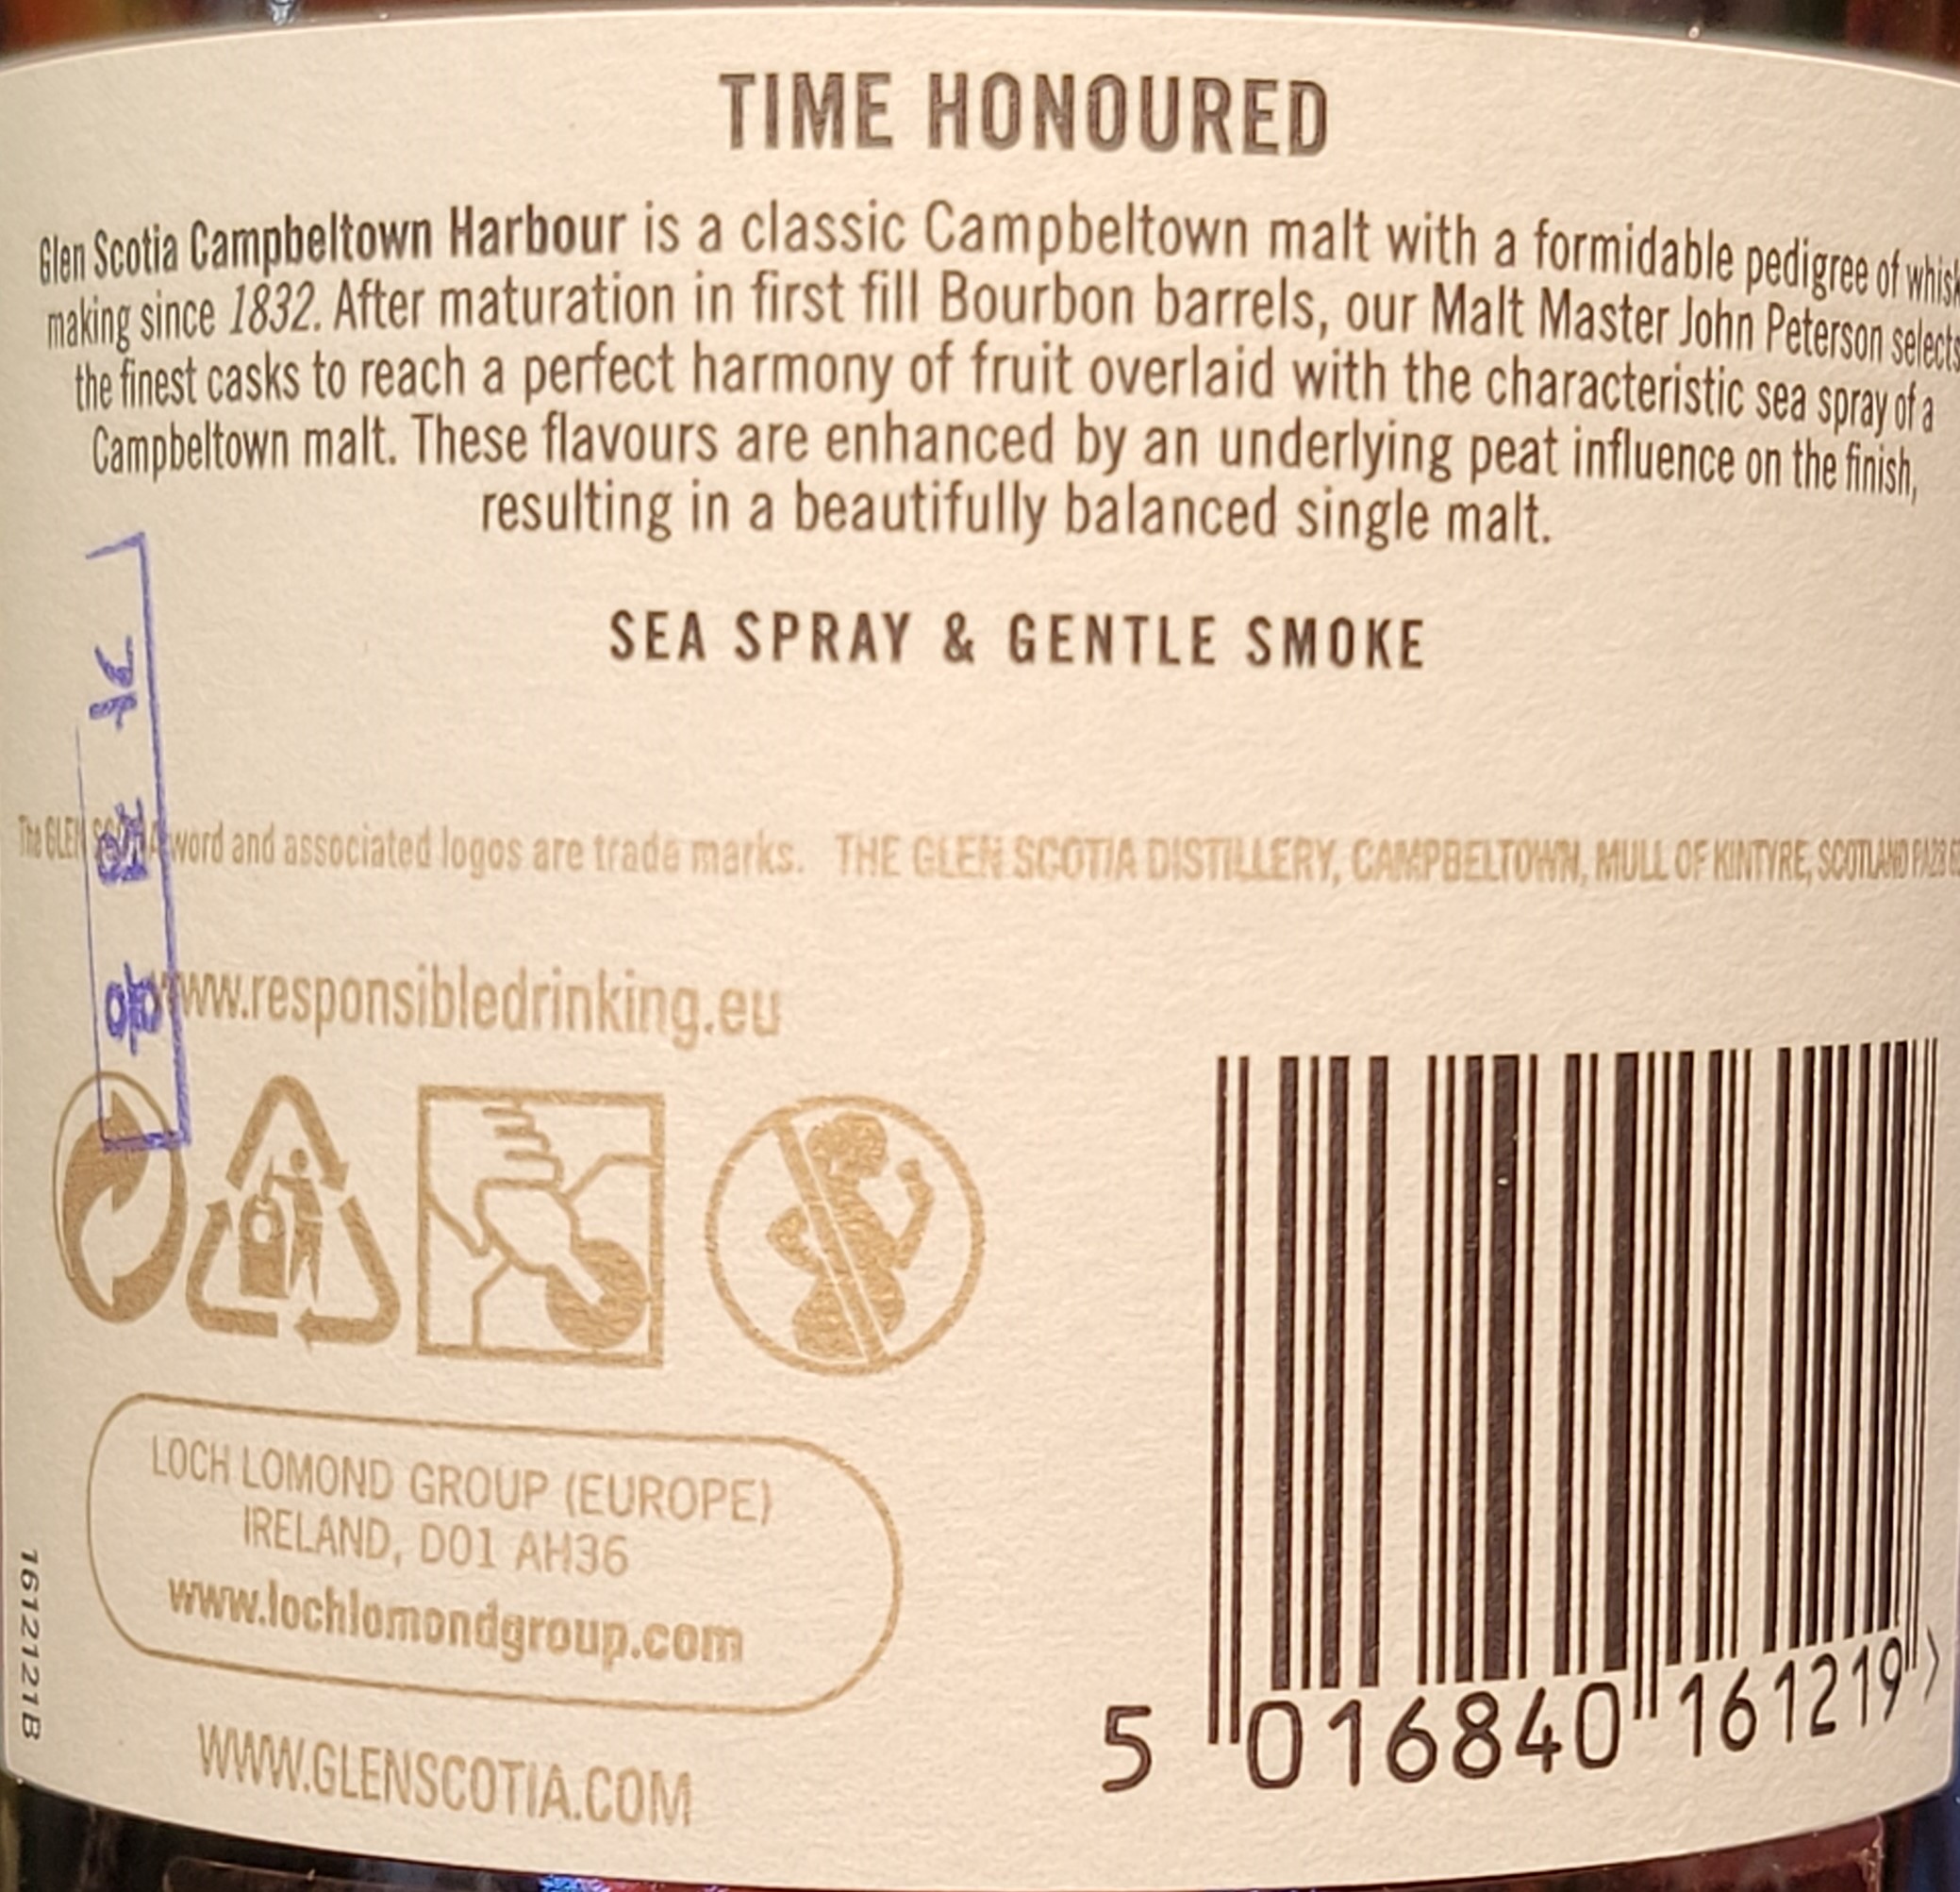 TIME HONOURED
Glen Scotia Campbeltown Harbour is a classic Campbeltown malt with a formidable pedigree of
making since 1832. After maturation in first fill Bourbon barrels, our Malt Master John Peterson selects
the finest casks to reach a perfect harmony of fruit overlaid with the characteristic sea spray of a
Campbeltown malt. These flavours are enhanced by an underlying peat influence on the finish,
resulting in a beautifully balanced single malt.
SEA SPRAY & GENTLE SMOKE
The GLEN SCOTIA word and associated logos are trade marks. THE GLEN SCOTIA DISTILLERY, CAMPBELTOWN, MULL OF KINTYRE, SCOTLAND
www.responsibledrinking.eu
LOCH LOMOND GROUP (EUROPE)
IRELAND, D01 AH36
www.lochlomondgroup.com
WWW.GLENSCOTIA.COM
1612121B
5 016840 161219 >